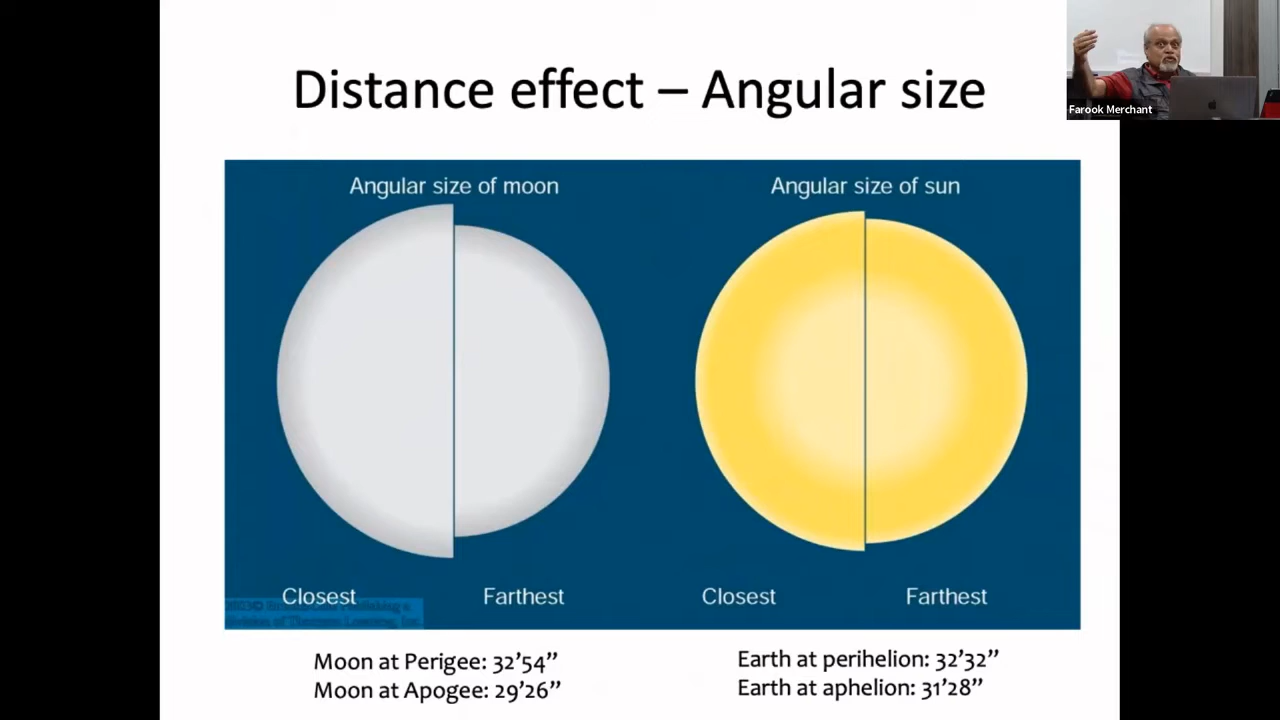 Distance effect – Angular size
Farook Merchant
Angular size of moon
Angular size of sun
Closest
Farthest
Closest
Farthest
Moon at Perigee: 32’54”
Moon at Apogee: 29’26”
Earth at perihelion: 32’32”
Earth at aphelion: 31’28”